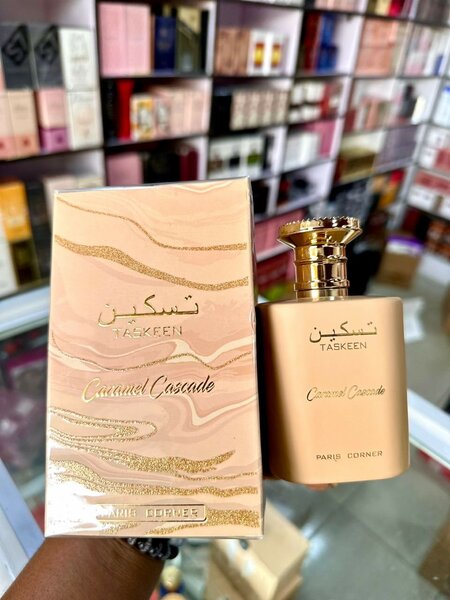 تسكين
TASKEEN
Caramel Cascade
PARIS CORNER
تسكين
TASKEEN
Caramel Cascade
PARIS CORNER